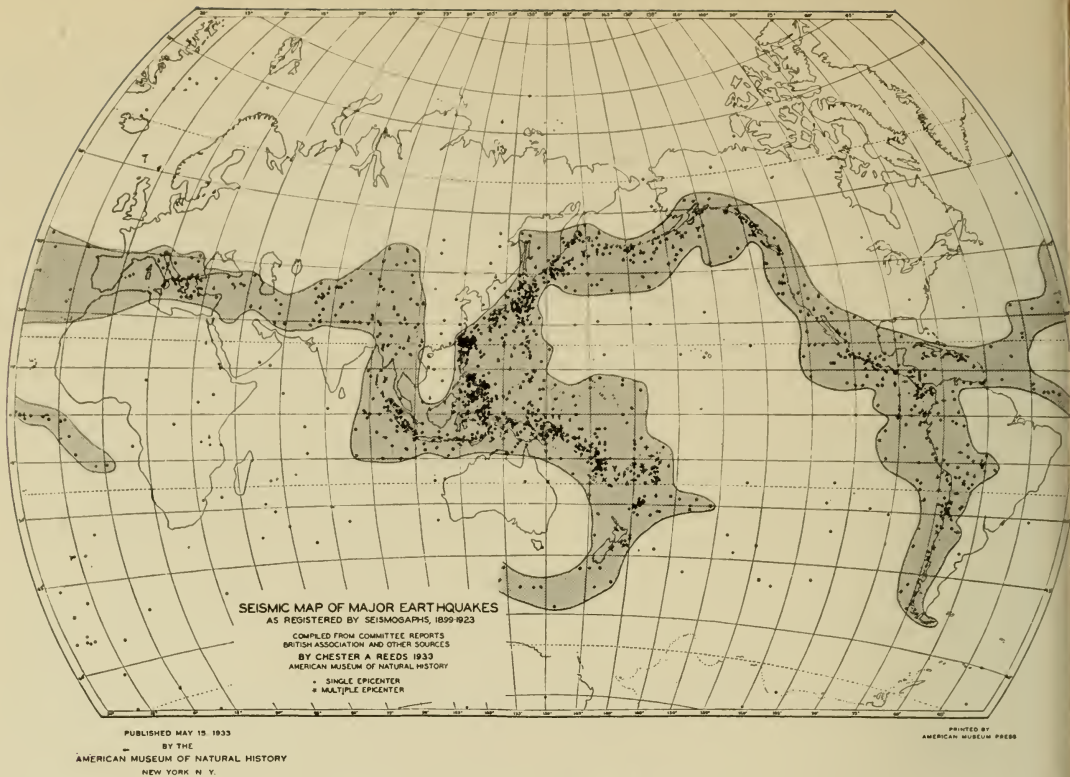 SEISMIC MAP OF MAJOR EARTHQUAKES
AS REGISTERED BY SEISMOGAPHS, 1899-1923
COMPILED FROM COMMITTEE REPORTS
BRITISH ASSOCIATION AND OTHER SOURCES
BY CHESTER A REEDS 1933
AMERICAN MUSEUM OF NATURAL HISTORY
SINGLE EPICENTER
MULTIPLE EPICENTER
PUBLISHED MAY 15, 1933
BY THE
AMERICAN MUSEUM OF NATURAL HISTORY
NEW YORK N. Y.
PRINTED BY
AMERICAN MUSEUM PRESS